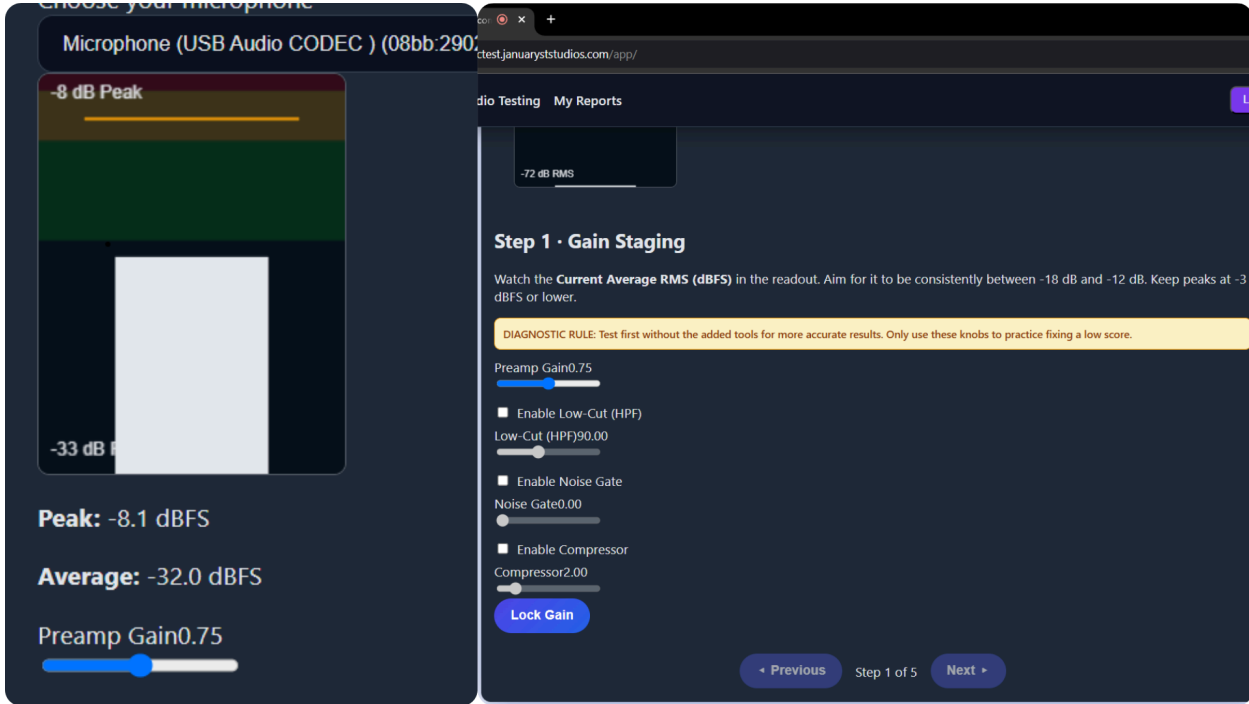 Choose your microphone
Microphone (USB Audio CODEC ) (08bb:290
-8 dB Peak
-33 dB
Peak: -8.1 dBFS
Average: -32.0 dBFS
Preamp Gain0.75
ctest.januaryststudios.com/app/
dio Testing My Reports
-72 dB RMS
Step 1 · Gain Staging
Watch the Current Average RMS (dBFS) in the readout. Aim for it to be consistently between -18 dB and -12 dB. Keep peaks at -3
dBFS or lower.
DIAGNOSTIC RULE: Test first without the added tools for more accurate results. Only use these knobs to practice fixing a low score.
Preamp Gain0.75
Enable Low-Cut (HPF)
Low-Cut (HPF)90.00
Enable Noise Gate
Noise Gate0.00
Enable Compressor
Compressor2.00
Lock Gain
Previous Step 1 of 5 Next